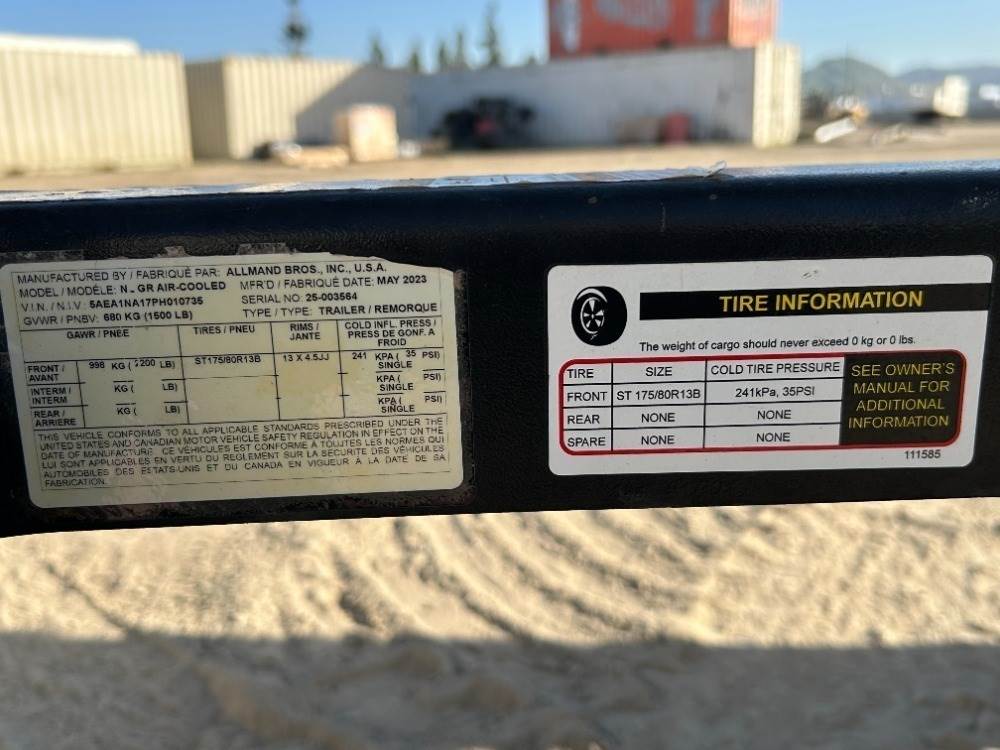 MANUFACTURED BY / FABRIQUÉ PAR: ALLMAND BROS., INC., U.S.A.
MODEL / MODÈLE: GR AIR-COOLED MFR'D / FABRIQUÉ DATE: MAY 2023
V.I.N. / N.I.V: 5AEA1NA17PH010735 SERIAL NO: 25-003564
GVWR / PNBV: 680 KG (1500 LB) TYPE / TYPE: TRAILER / REMORQUE
GAWR / PNBE TIRES / PNEU RIMS / JANTE COLD INFL. PRESS / PRESS DE GONF. A FROID
FRONT / AVANT 998 KG ( 2200 LB) ST175/80R13B 13 X 4.5JJ 241 KPA ( 35 PSI) SINGLE
INTERM / INTERM KG ( LB) KPA ( PSI) SINGLE
REAR / ARRIERE KG ( LB) KPA ( PSI) SINGLE
THIS VEHICLE CONFORMS TO ALL APPLICABLE STANDARDS PRESCRIBED UNDER THE
UNITED STATES AND CANADIAN MOTOR VEHICLE SAFETY REGULATION IN EFFECT ON THE
DATE OF MANUFACTURE. CE VEHICULES EST CONFORME À TOUTES LES NORMES QUI
LUI SONT APPLICABLES EN VERTU DU REGLEMENT SUR LA SECURITE DES VÉHICULES
AUTOMOBILES DES ÉSTATS-UNIS ET DU CANADA EN VIGUEUR À LA DATE DE SA
FABRICATION.
TIRE INFORMATION
The weight of cargo should never exceed 0 kg or 0 lbs.
TIRE SIZE COLD TIRE PRESSURE
FRONT ST 175/80R13B 241kPa, 35PSI
REAR NONE NONE
SPARE NONE NONE
SEE OWNER'S
MANUAL FOR
ADDITIONAL
INFORMATION
111585